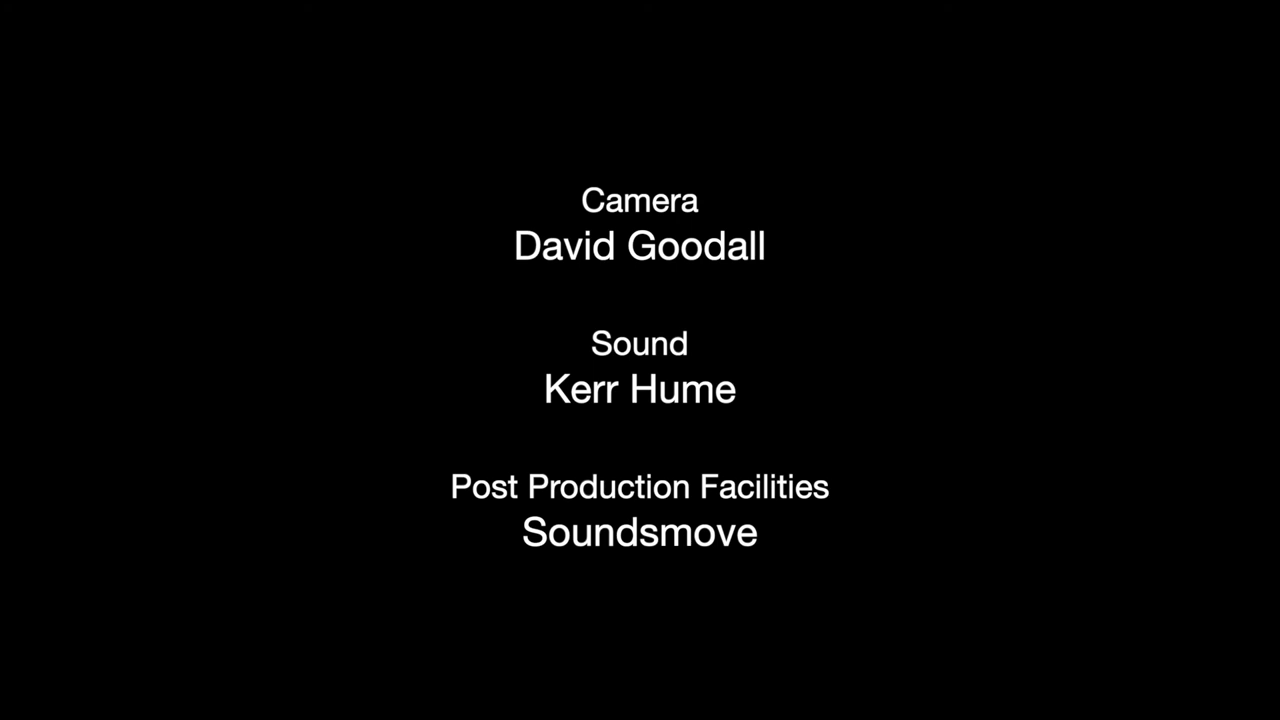 Camera
David Goodall
Sound
Kerr Hume
Post Production Facilities
Soundsmove